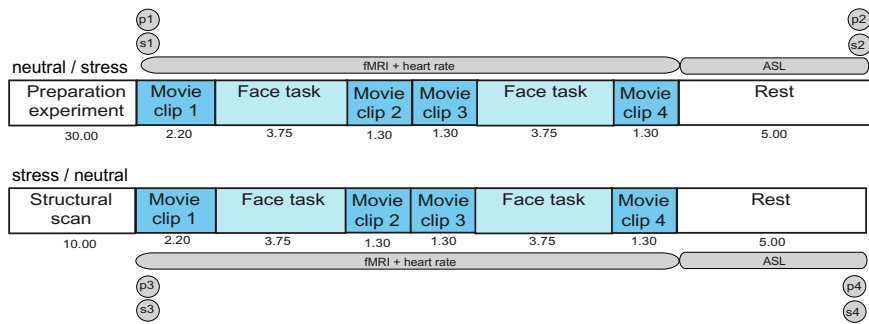 p1 p2
s1 s2
fMRI + heart rate ASL
neutral / stress
Preparation Movie Face task Movie Movie Face task Movie Rest
experiment clip 1 clip 2 clip 3 clip 4
30.00 2.20 3.75 1.30 1.30 3.75 1.30 5.00
stress / neutral
Structural Movie Face task Movie Movie Face task Movie Rest
scan clip 1 clip 2 clip 3 clip 4
10.00 2.20 3.75 1.30 1.30 3.75 1.30 5.00
fMRI + heart rate ASL
p3 p4
s3 s4